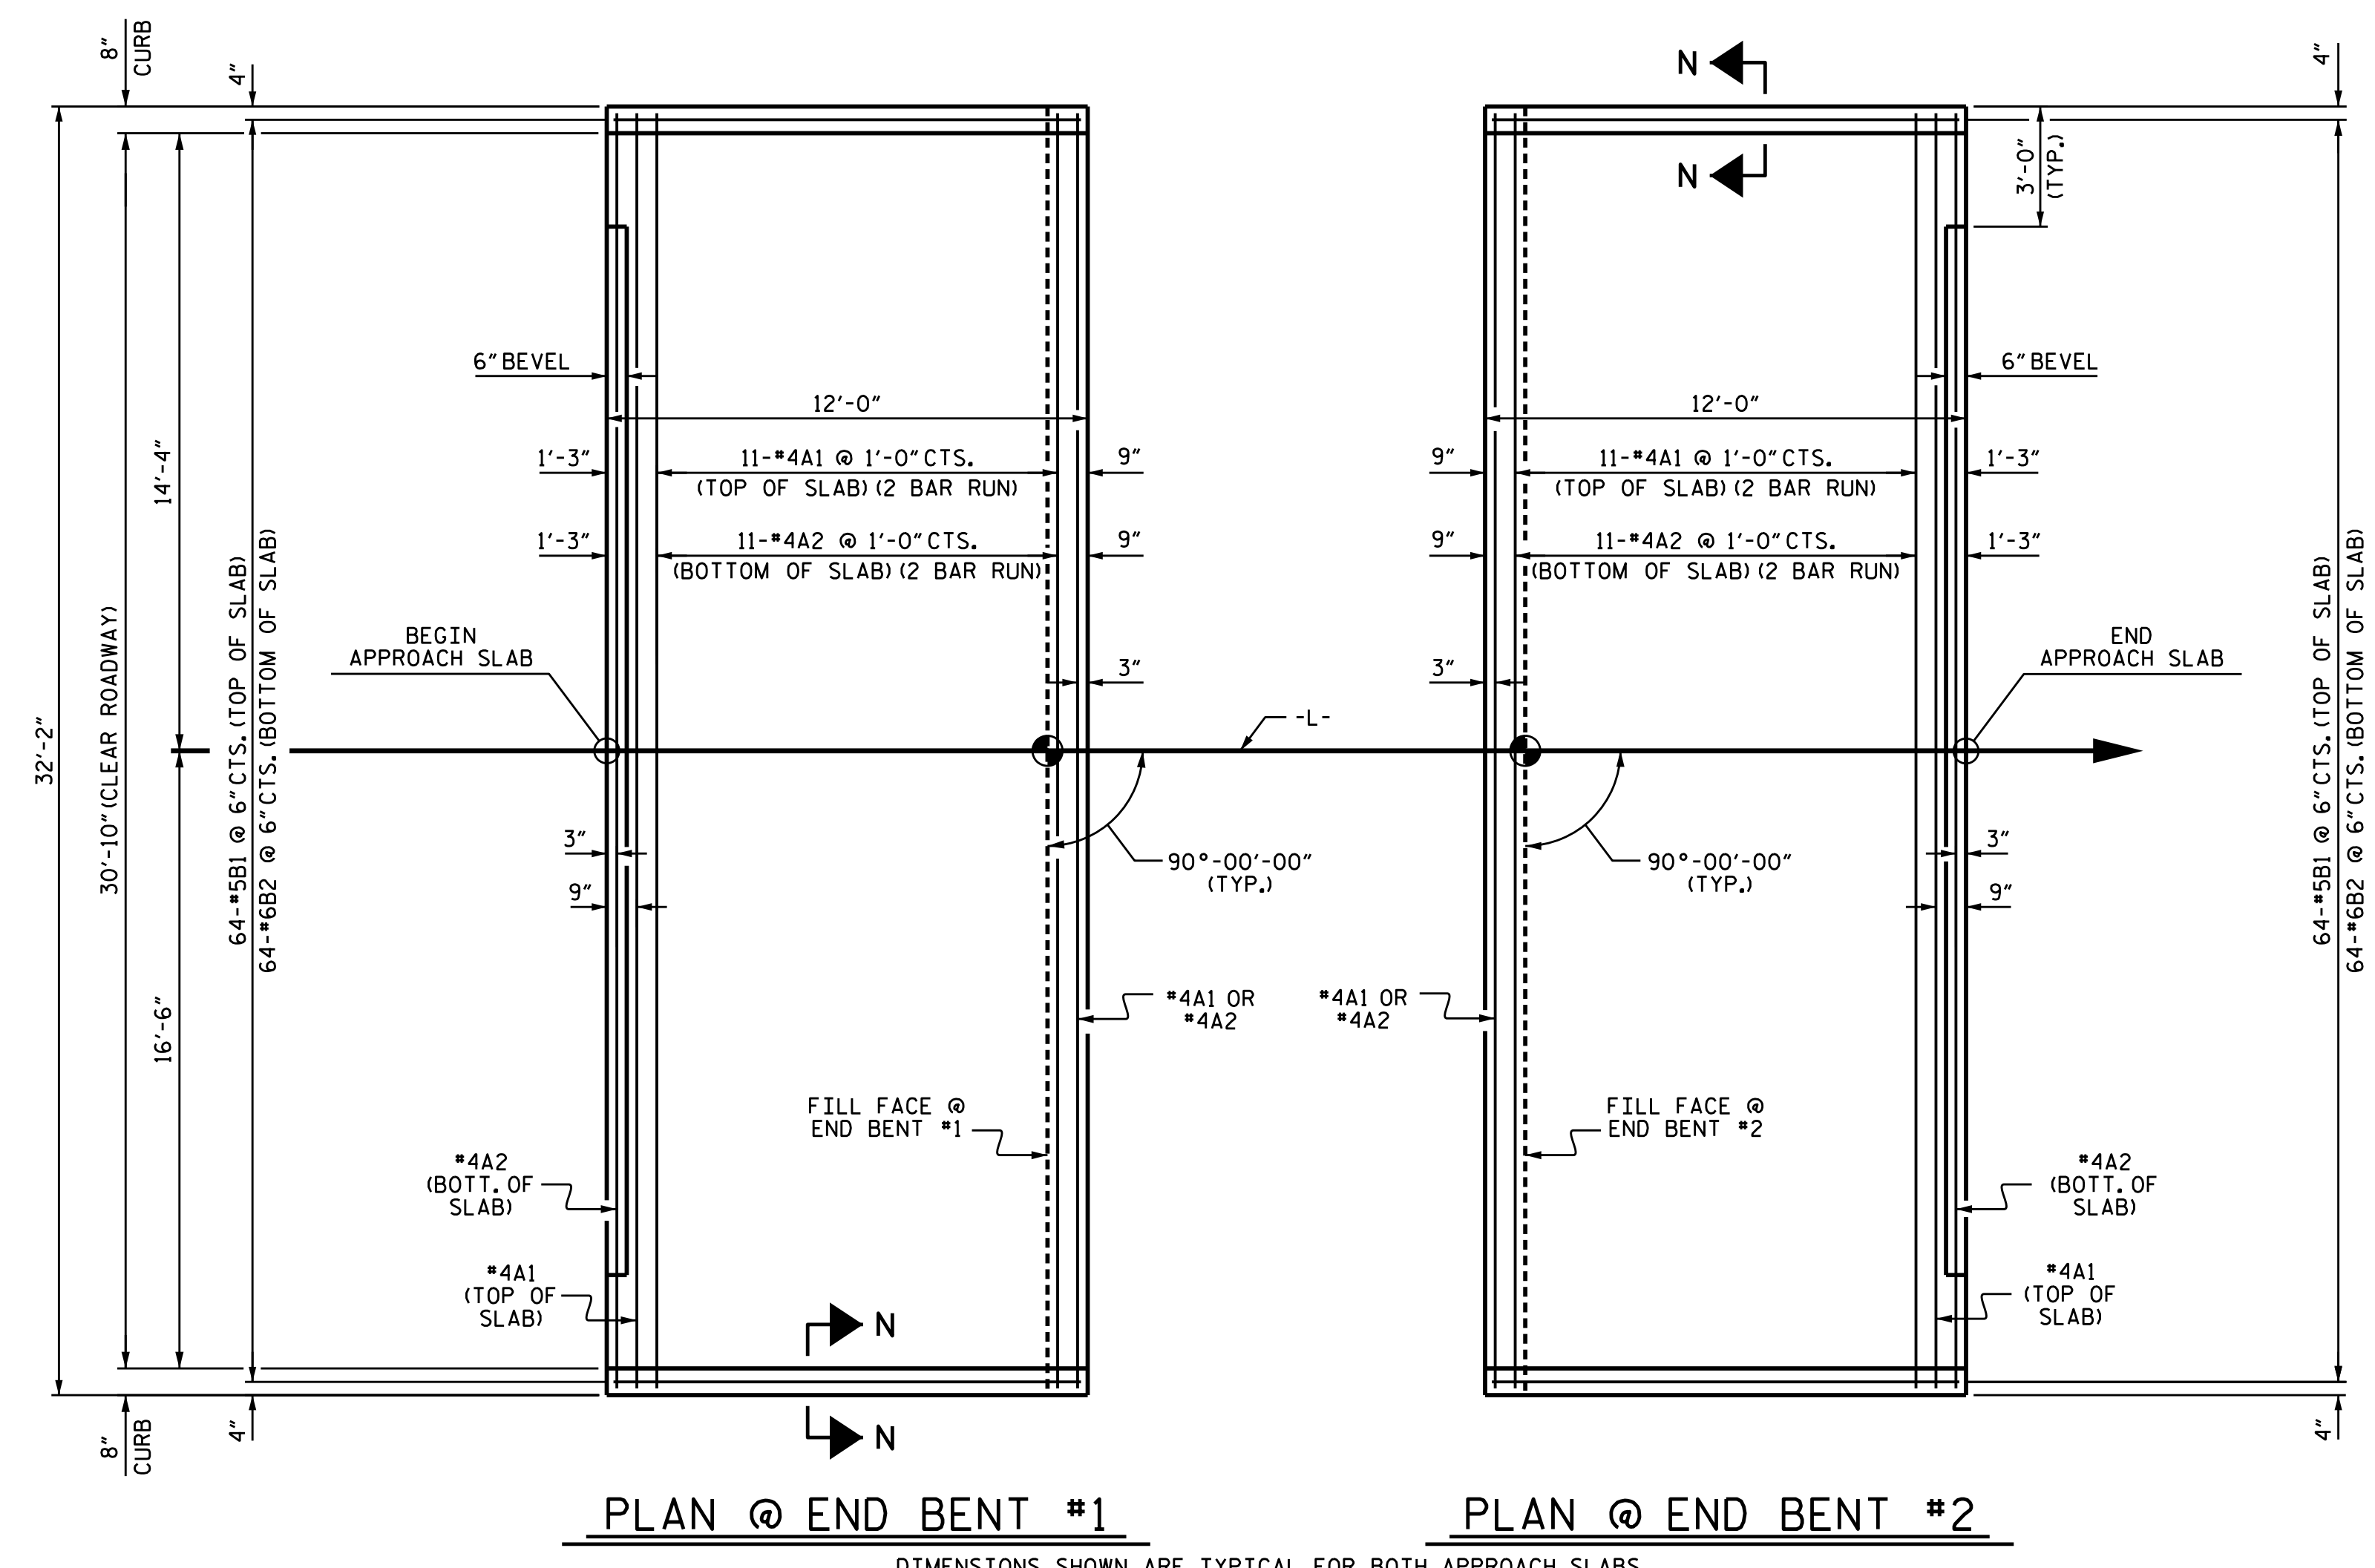 8"
CURB
4"
32'-2"
30'-10" (CLEAR ROADWAY)
14'-4"
16'-6"
64-#5B1 @ 6" CTS. (TOP OF SLAB)
64-#6B2 @ 6" CTS. (BOTTOM OF SLAB)
8"
CURB
4"
6" BEVEL
12'-0"
1'-3"
11-#4A1 @ 1'-0" CTS.
(TOP OF SLAB) (2 BAR RUN)
9"
1'-3"
11-#4A2 @ 1'-0" CTS.
(BOTTOM OF SLAB) (2 BAR RUN)
9"
BEGIN
APPROACH SLAB
3"
-L-
3"
9"
90°-00'-00"
(TYP.)
#4A1 OR
#4A2
FILL FACE @
END BENT #1
#4A2
(BOTT. OF
SLAB)
#4A1
(TOP OF
SLAB)
N
N
N
N
4"
3'-0"
(TYP.)
6" BEVEL
12'-0"
9"
11-#4A1 @ 1'-0" CTS.
(TOP OF SLAB) (2 BAR RUN)
1'-3"
9"
11-#4A2 @ 1'-0" CTS.
(BOTTOM OF SLAB) (2 BAR RUN)
1'-3"
3"
END
APPROACH SLAB
90°-00'-00"
(TYP.)
3"
9"
#4A1 OR
#4A2
FILL FACE @
END BENT #2
#4A2
(BOTT. OF
SLAB)
#4A1
(TOP OF
SLAB)
64-#5B1 @ 6" CTS. (TOP OF SLAB)
64-#6B2 @ 6" CTS. (BOTTOM OF SLAB)
4"
PLAN @ END BENT #1
PLAN @ END BENT #2
DIMENSIONS SHOWN ARE TYPICAL FOR BOTH APPROACH SLABS